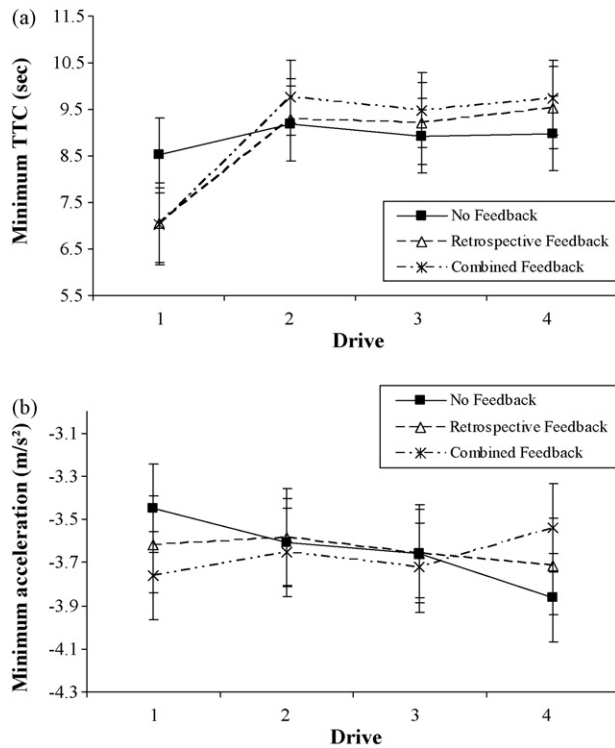 (a)
11.5
10.5
9.5
8.5
7.5
6.5
5.5
Minimum TTC (sec)
No Feedback
Retrospective Feedback
Combined Feedback
1 2 3 4
Drive
(b)
No Feedback
Retrospective Feedback
Combined Feedback
-3.1
-3.3
-3.5
-3.7
-3.9
-4.1
-4.3
Minimum acceleration (m/s²)
1 2 3 4
Drive